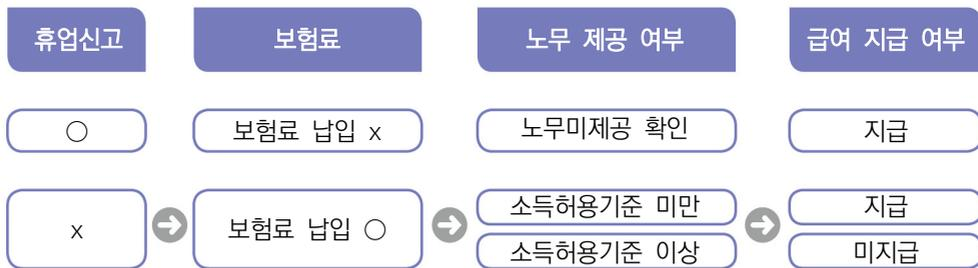 휴업신고 보험료 노무 제공 여부 급여 지급 여부
○ 보험료 납입 x 노무미제공 확인 지급
x 보험료 납입 ○ 소득허용기준 미만 지급
소득허용기준 이상 미지급